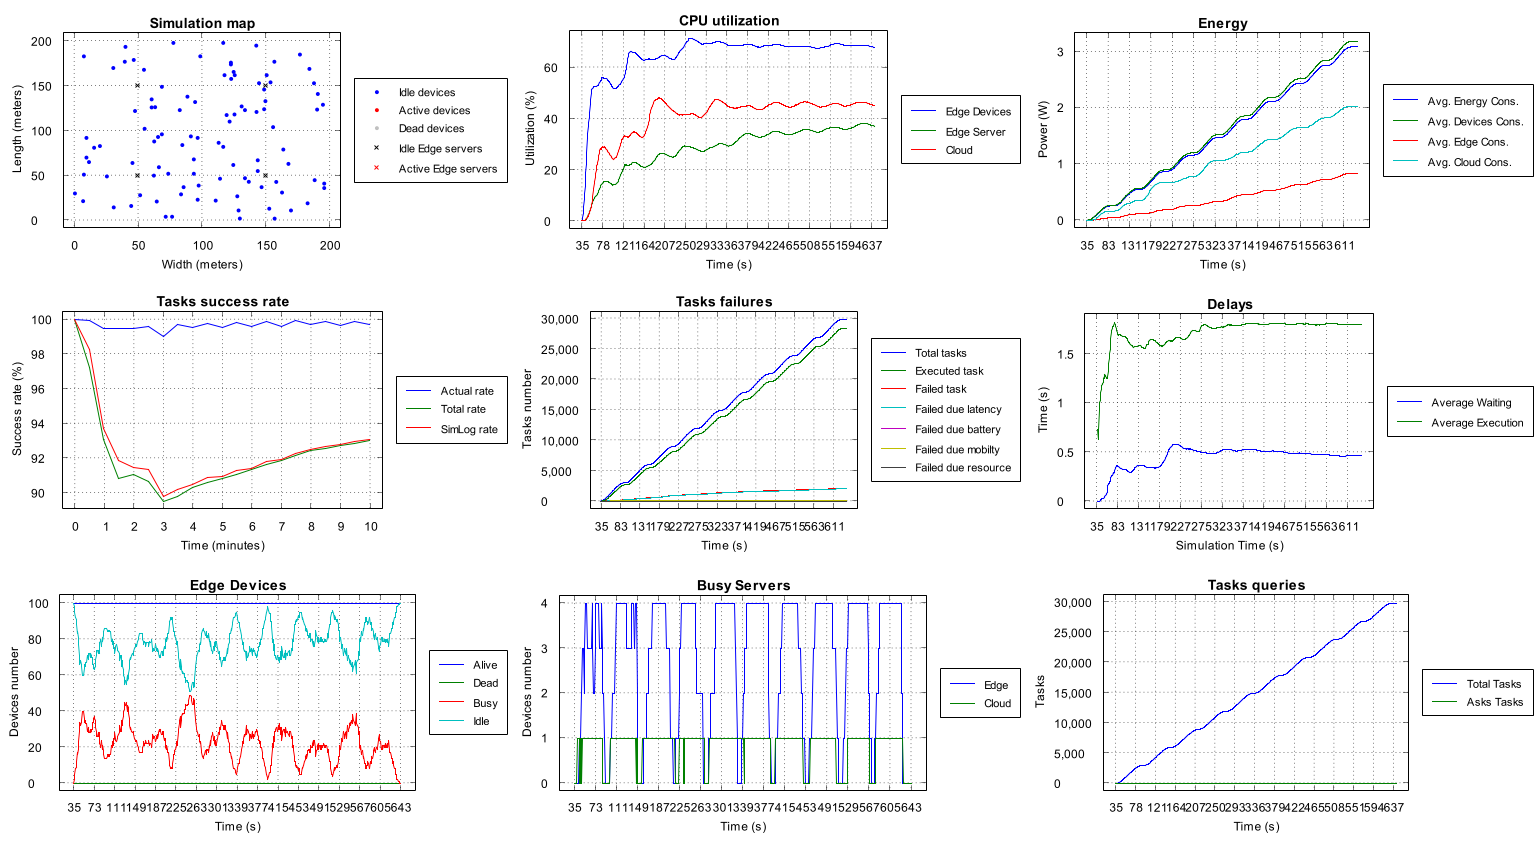 Simulation map
Length (meters)
200
150
100
50
0
0 50 100 150 200
Width (meters)
Idle devices
Active devices
Dead devices
Idle Edge servers
Active Edge servers
CPU utilization
Utilization (%)
60
40
20
0
35 78 121164207250293336379422465508551594637
Time (s)
Edge Devices
Edge Server
Cloud
Energy
Power (W)
3
2
1
0
35 83 131179227275323371419467515563611
Time (s)
Avg. Energy Cons.
Avg. Devices Cons.
Avg. Edge Cons.
Avg. Cloud Cons.
Tasks success rate
Success rate (%)
100
98
96
94
92
90
0 1 2 3 4 5 6 7 8 9 10
Time (minutes)
Actual rate
Total rate
SimLog rate
Tasks failures
Tasks number
30,000
25,000
20,000
15,000
10,000
5,000
0
35 83 131179227275323371419467515563611
Time (s)
Total tasks
Executed task
Failed task
Failed due latency
Failed due battery
Failed due mobilty
Failed due resource
Delays
Time (s)
1.5
1
0.5
0
35 83 131179227275323371419467515563611
Simulation Time (s)
Average Waiting
Average Execution
Edge Devices
Devices number
100
80
60
40
20
0
35 73 111149187225263301339377415453491529567605643
Time (s)
Alive
Dead
Busy
Idle
Busy Servers
Devices number
4
3
2
1
0
35 73 111149187225263301339377415453491529567605643
Time (s)
Edge
Cloud
Tasks queries
Tasks
30,000
25,000
20,000
15,000
10,000
5,000
0
35 78 121164207250293336379422465508551594637
Time (s)
Total Tasks
Asks Tasks